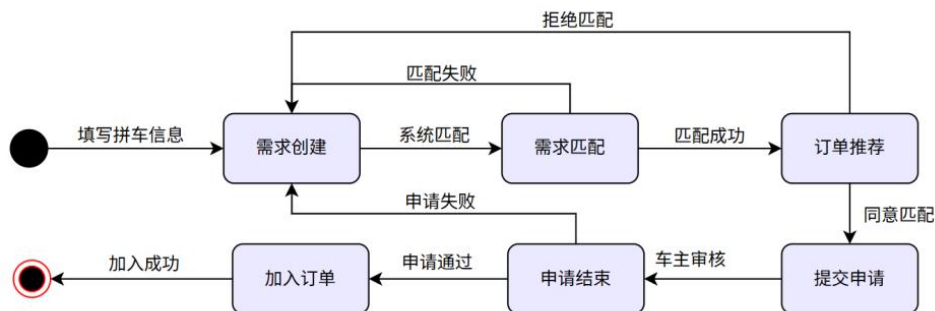 拒绝匹配
匹配失败
填写拼车信息
需求创建
系统匹配
需求匹配
匹配成功
订单推荐
申请失败
同意匹配
加入成功
加入订单
申请通过
申请结束
车主审核
提交申请